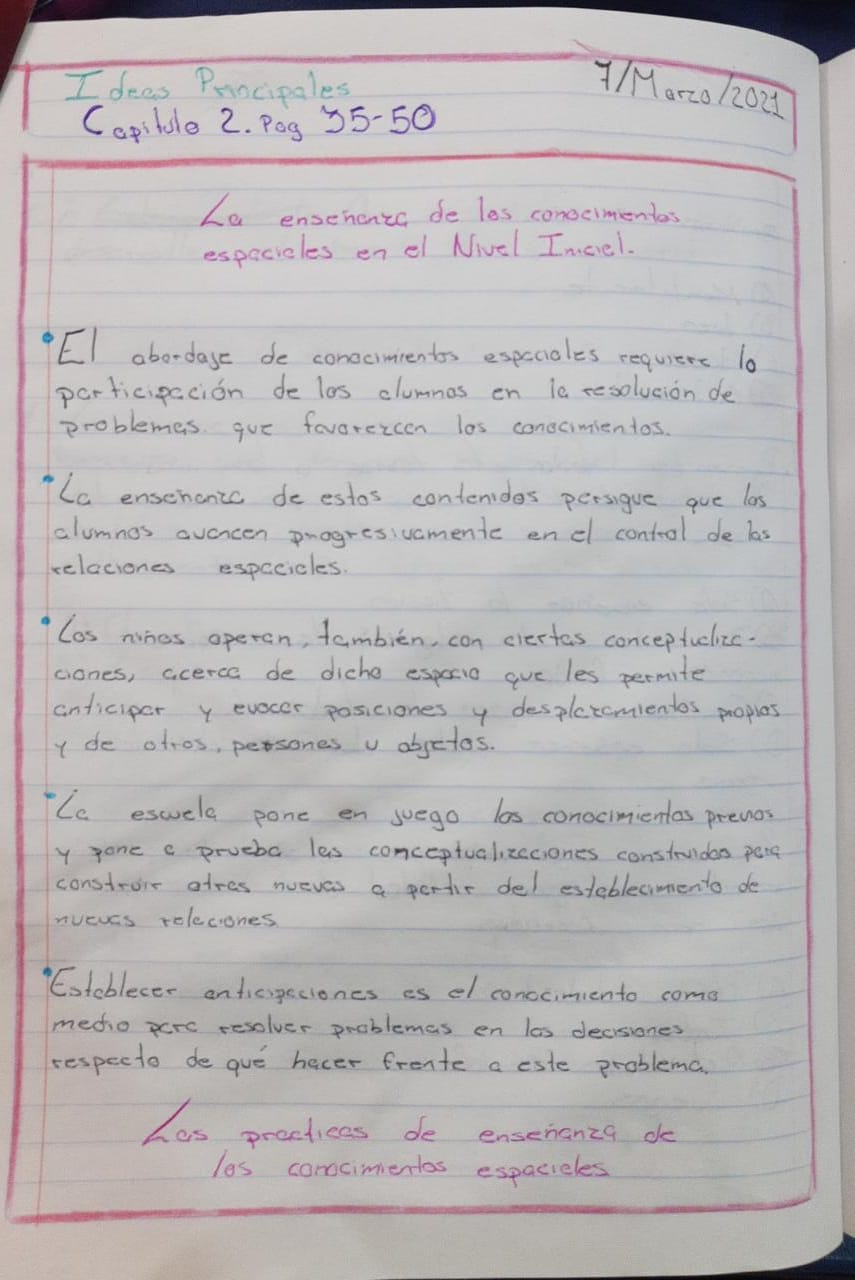 Ideas Principales
7/Marzo/2021
Capitulo 2. Pag 35-50
La enseñanza de los conocimientos
espaciales en el Nivel Inicial.
•El abordaje de conocimientos espaciales requiere la
participación de los alumnos en la resolución de
problemas que favorezcan los conocimientos.
•La enseñanza de estos contenidos persigue que los
alumnos avancen progresivamente en el control de las
relaciones espaciales.
•Los niños operan, también, con ciertas conceptualiza-
ciones, acerca de dicho espacio que les permite
anticipar y evocar posiciones y desplazamientos propios
y de otros, personas u objetos.
•La escuela pone en juego los conocimientos previos
y pone a prueba las conceptualizaciones construidas para
construir otras nuevas a partir del establecimiento de
nuevas relaciones
•Establecer anticipaciones es el conocimiento como
medio para resolver problemas en las decisiones
respecto de qué hacer frente a este problema.
Las practicas de enseñanza de
los conocimientos espaciales